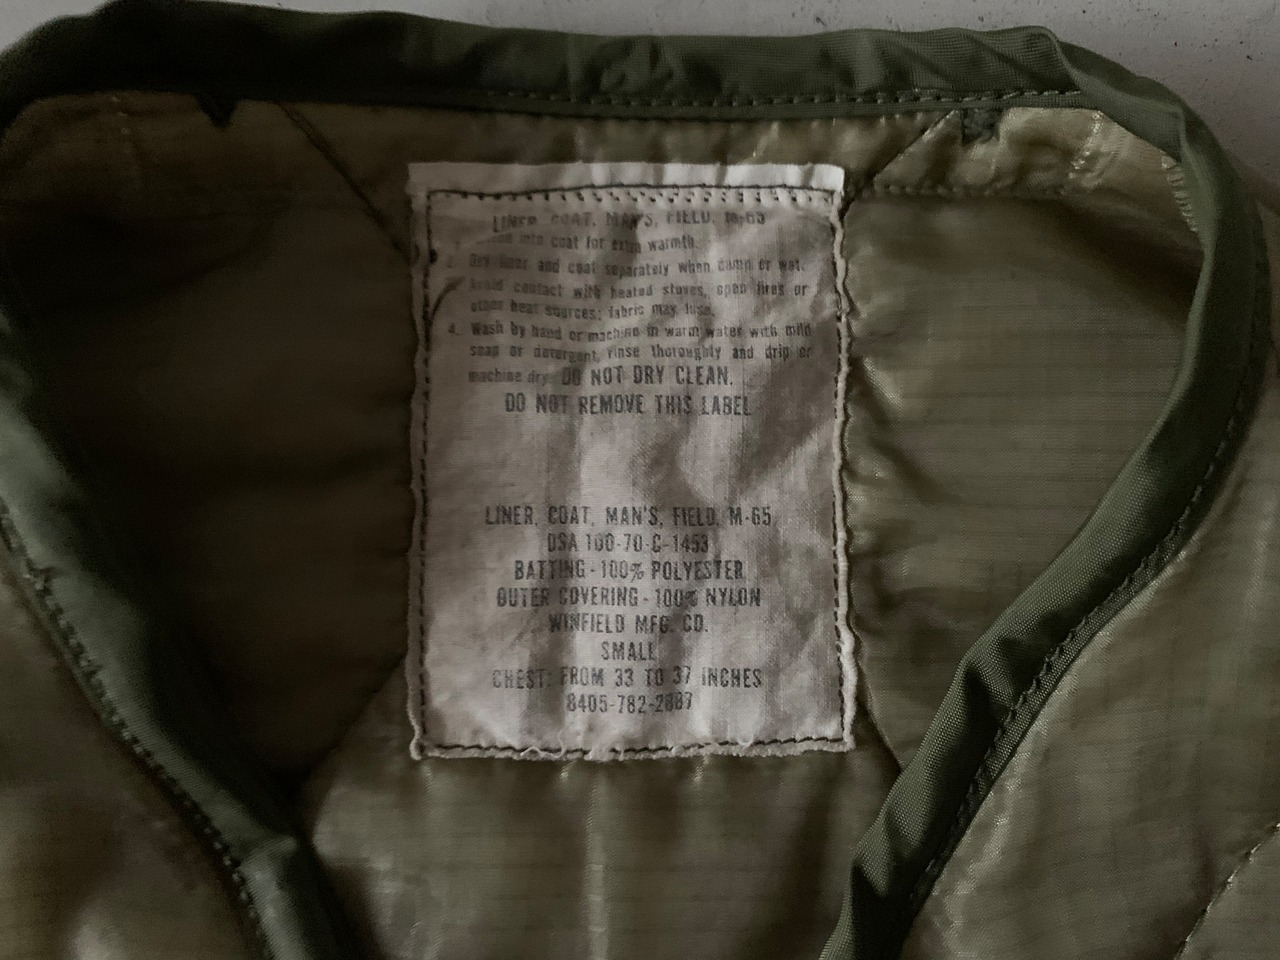 LINER, COAT, MAN'S, FIELD, M-65
1. into coat for extra warmth.
2. Dry liner and coat separately when damp or wet.
Avoid contact with heated stoves, open fires or
other heat sources; fabric may fuse.
4. Wash by hand or machine in warm water with mild
soap or detergent, rinse thoroughly and drip or
machine dry. DO NOT DRY CLEAN.
DO NOT REMOVE THIS LABEL
LINER, COAT, MAN'S, FIELD, M-65
DSA 100-70-C-1453
BATTING - 100% POLYESTER
OUTER COVERING - 100% NYLON
WINFIELD MFG. CO.
SMALL
CHEST: FROM 33 TO 37 INCHES
8405-782-2887